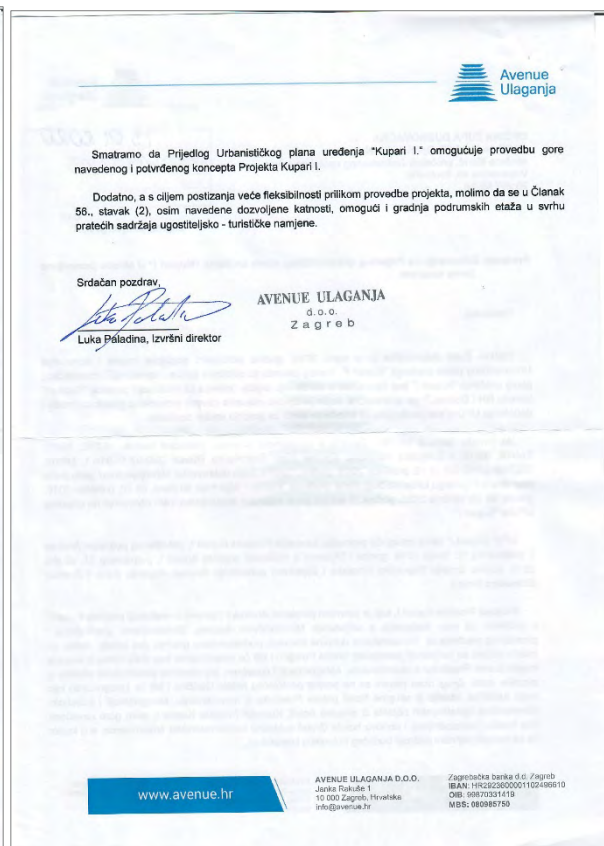 Avenue
Ulaganja
Smatramo da Prijedlog Urbanističkog plana uređenja "Kupari I." omogućuje provedbu gore
navedenog i potvrđenog koncepta Projekta Kupari I.
Dodatno, a s ciljem postizanja veće fleksibilnosti prilikom provedbe projekta, molimo da se u Članak
56., stavak (2), osim navedene dozvoljene katnosti, omogući i gradnja podrumskih etaža u svrhu
pratećih sadržaja ugostiteljsko - turističke namjene.
Srdačan pozdrav,
AVENUE ULAGANJA
d.o.o.
Zagreb
Luka Paladina, Izvršni direktor
www.avenue.hr
AVENUE ULAGANJA D.O.O.
Janka Rakuše 1
10 000 Zagreb, Hrvatska
info@avenue.hr
Zagrebačka banka d.d. Zagreb
IBAN: HR2923600001102496610
OIB: 99870331419
MBS: 080985750